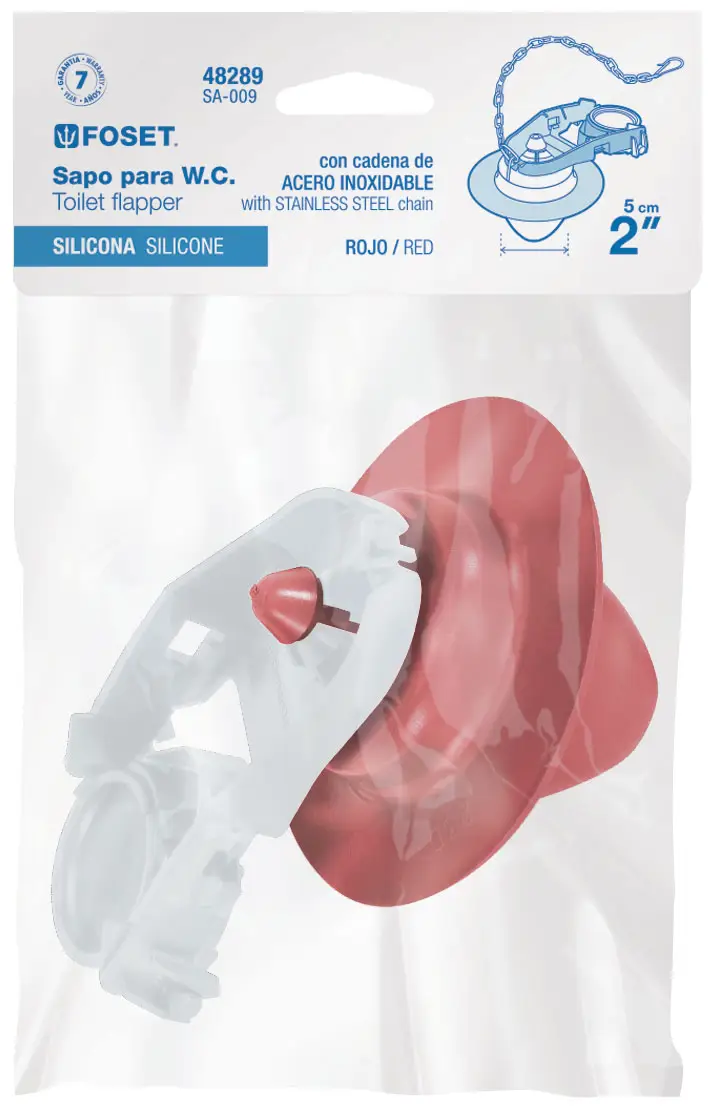 GARANTIA • WARRANTY
7
YEAR • AÑOS
48289
SA-009
FOSET®
Sapo para W.C.
Toilet flapper
con cadena de
ACERO INOXIDABLE
with STAINLESS STEEL chain
SILICONA SILICONE
ROJO / RED
5 cm
2"